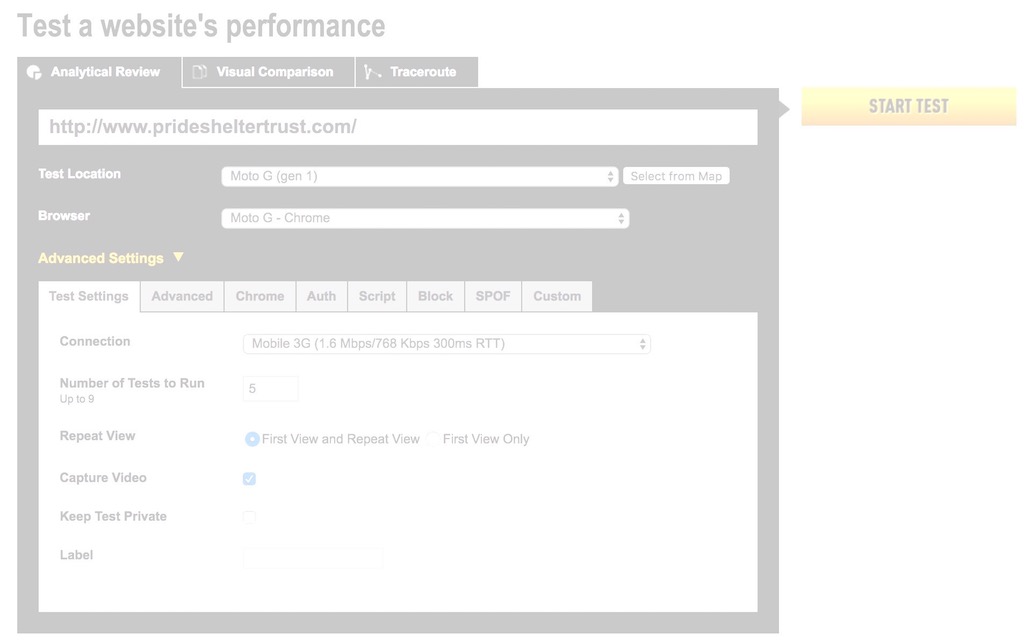 Test a website's performance
Analytical Review
Visual Comparison
Traceroute
START TEST
http://www.pridesheltertrust.com/
Test Location
Moto G (gen 1)
Select from Map
Browser
Moto G - Chrome
Advanced Settings ▼
Test Settings
Advanced
Chrome
Auth
Script
Block
SPOF
Custom
Connection
Mobile 3G (1.6 Mbps/768 Kbps 300ms RTT)
Number of Tests to Run
Up to 9
5
Repeat View
First View and Repeat View
First View Only
Capture Video
Keep Test Private
Label